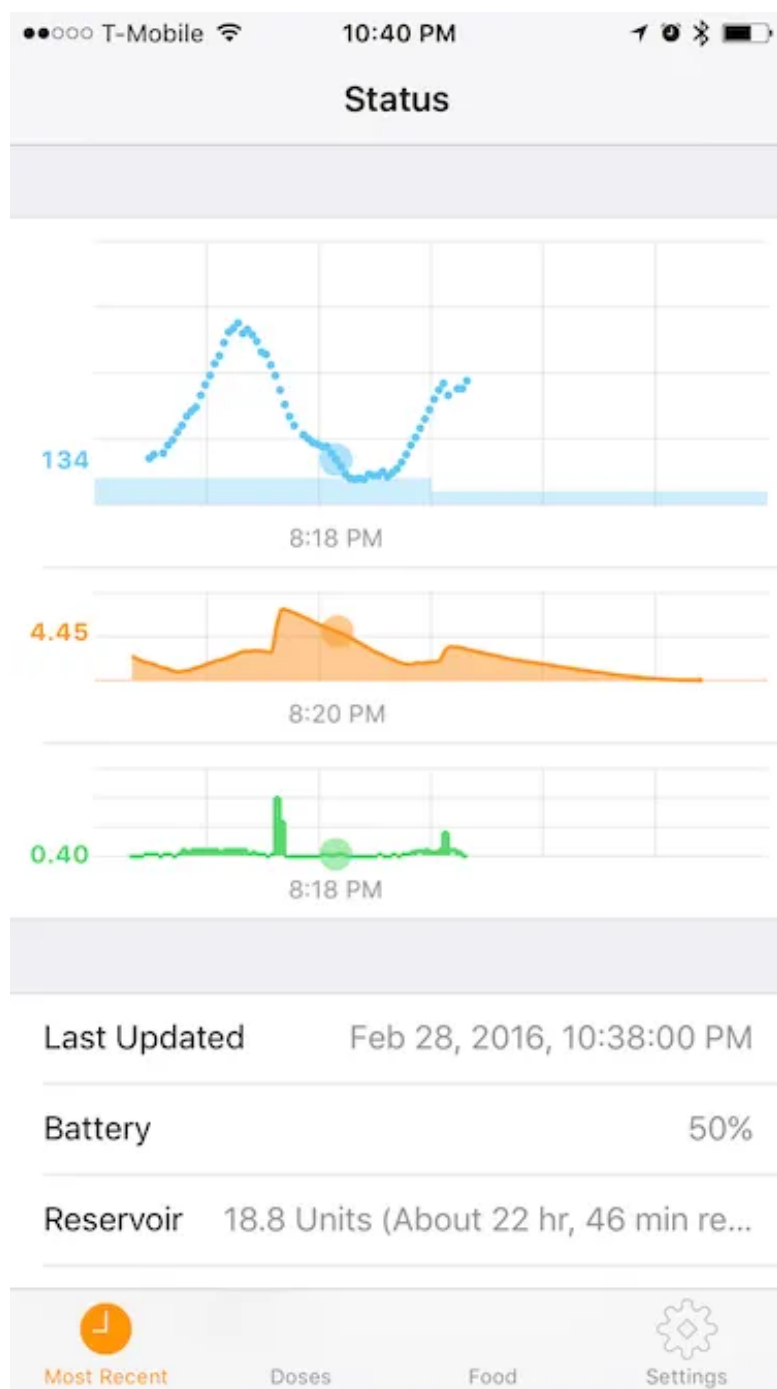 T-Mobile 10:40 PM
Status
134
8:18 PM
4.45
8:20 PM
0.40
8:18 PM
Last Updated Feb 28, 2016, 10:38:00 PM
Battery 50%
Reservoir 18.8 Units (About 22 hr, 46 min re...
Most Recent Doses Food Settings